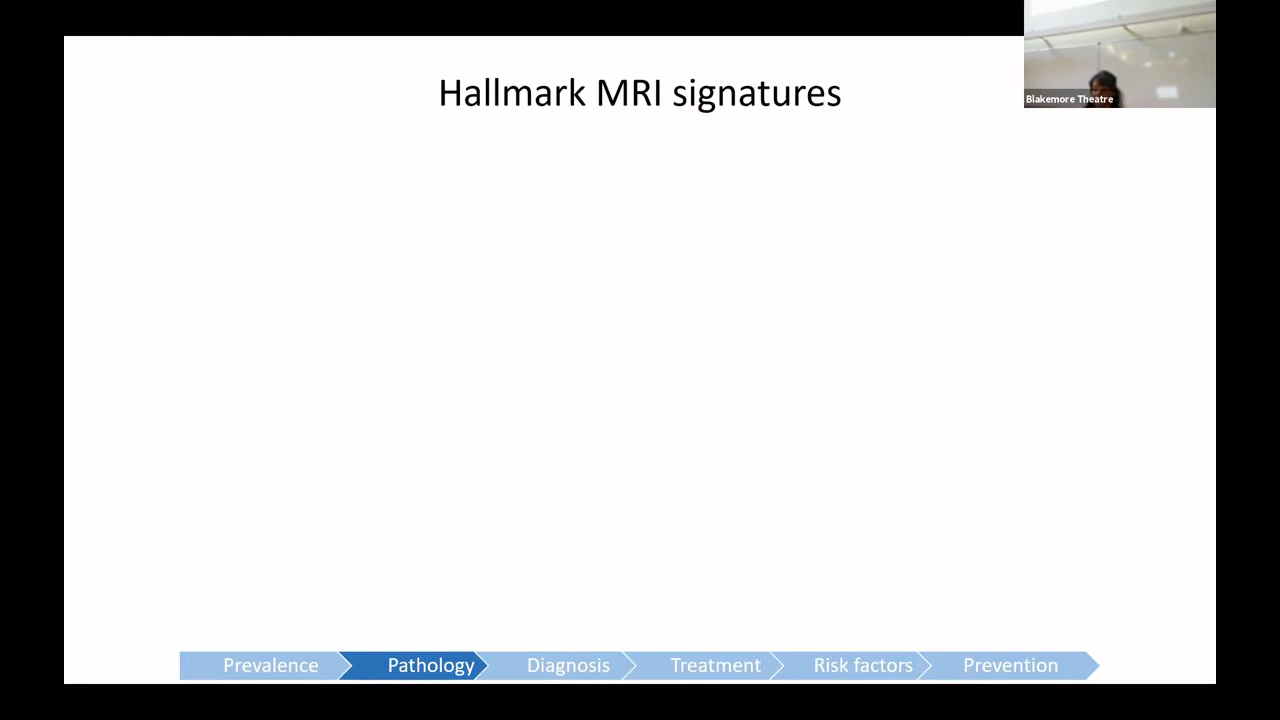 Hallmark MRI signatures
Blakemore Theatre
Prevalence Pathology Diagnosis Treatment Risk factors Prevention